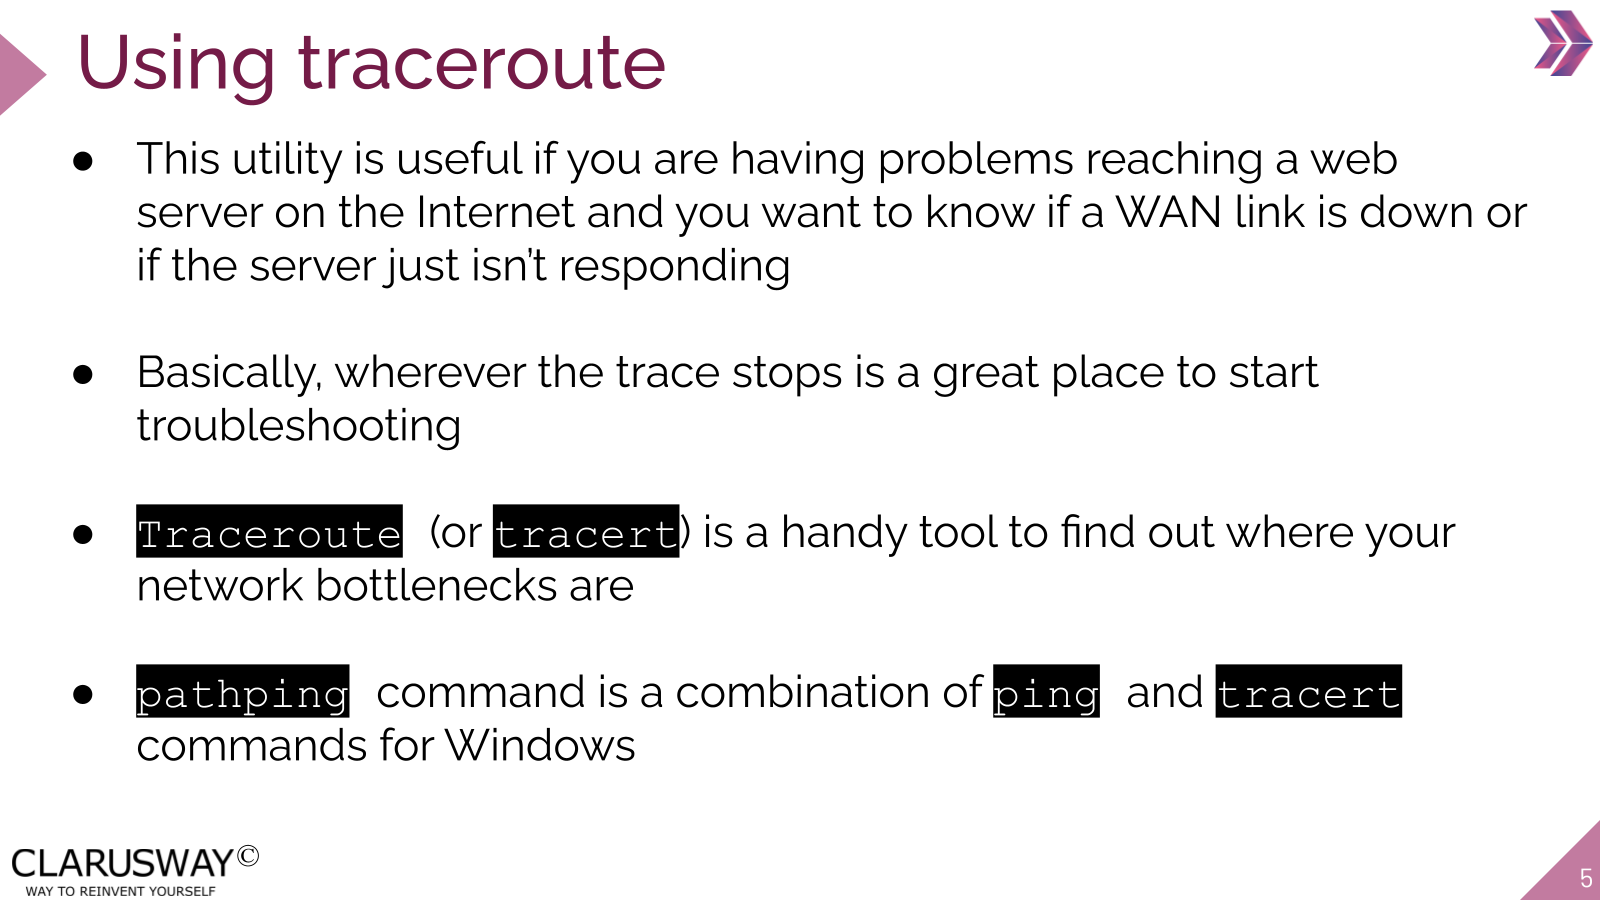 Using traceroute
● This utility is useful if you are having problems reaching a web
server on the Internet and you want to know if a WAN link is down or
if the server just isn’t responding
● Basically, wherever the trace stops is a great place to start
troubleshooting
● Traceroute (or tracert) is a handy tool to find out where your
network bottlenecks are
● pathping command is a combination of ping and tracert
commands for Windows
CLARUSWAY©
WAY TO REINVENT YOURSELF
5